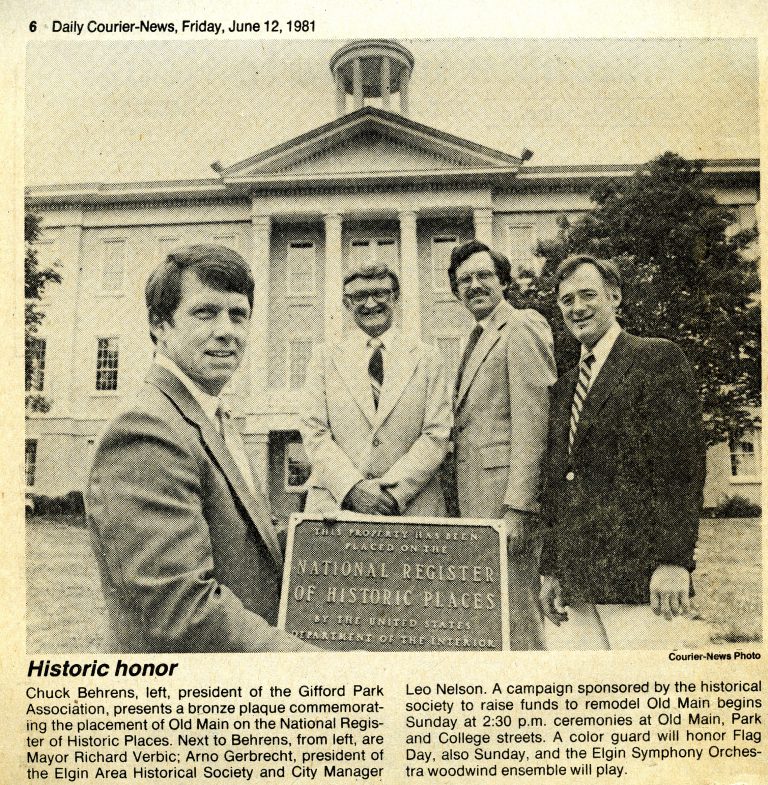 6 Daily Courier-News, Friday, June 12, 1981
THIS PROPERTY HAS BEEN
PLACED ON THE
NATIONAL REGISTER
OF HISTORIC PLACES
BY THE UNITED STATES
DEPARTMENT OF THE INTERIOR
Courier-News Photo
Historic honor
Chuck Behrens, left, president of the Gifford Park
Association, presents a bronze plaque commemorat-
ing the placement of Old Main on the National Regis-
ter of Historic Places. Next to Behrens, from left, are
Mayor Richard Verbic; Arno Gerbrecht, president of
the Elgin Area Historical Society and City Manager
Leo Nelson. A campaign sponsored by the historical
society to raise funds to remodel Old Main begins
Sunday at 2:30 p.m. ceremonies at Old Main, Park
and College streets. A color guard will honor Flag
Day, also Sunday, and the Elgin Symphony Orches-
tra woodwind ensemble will play.